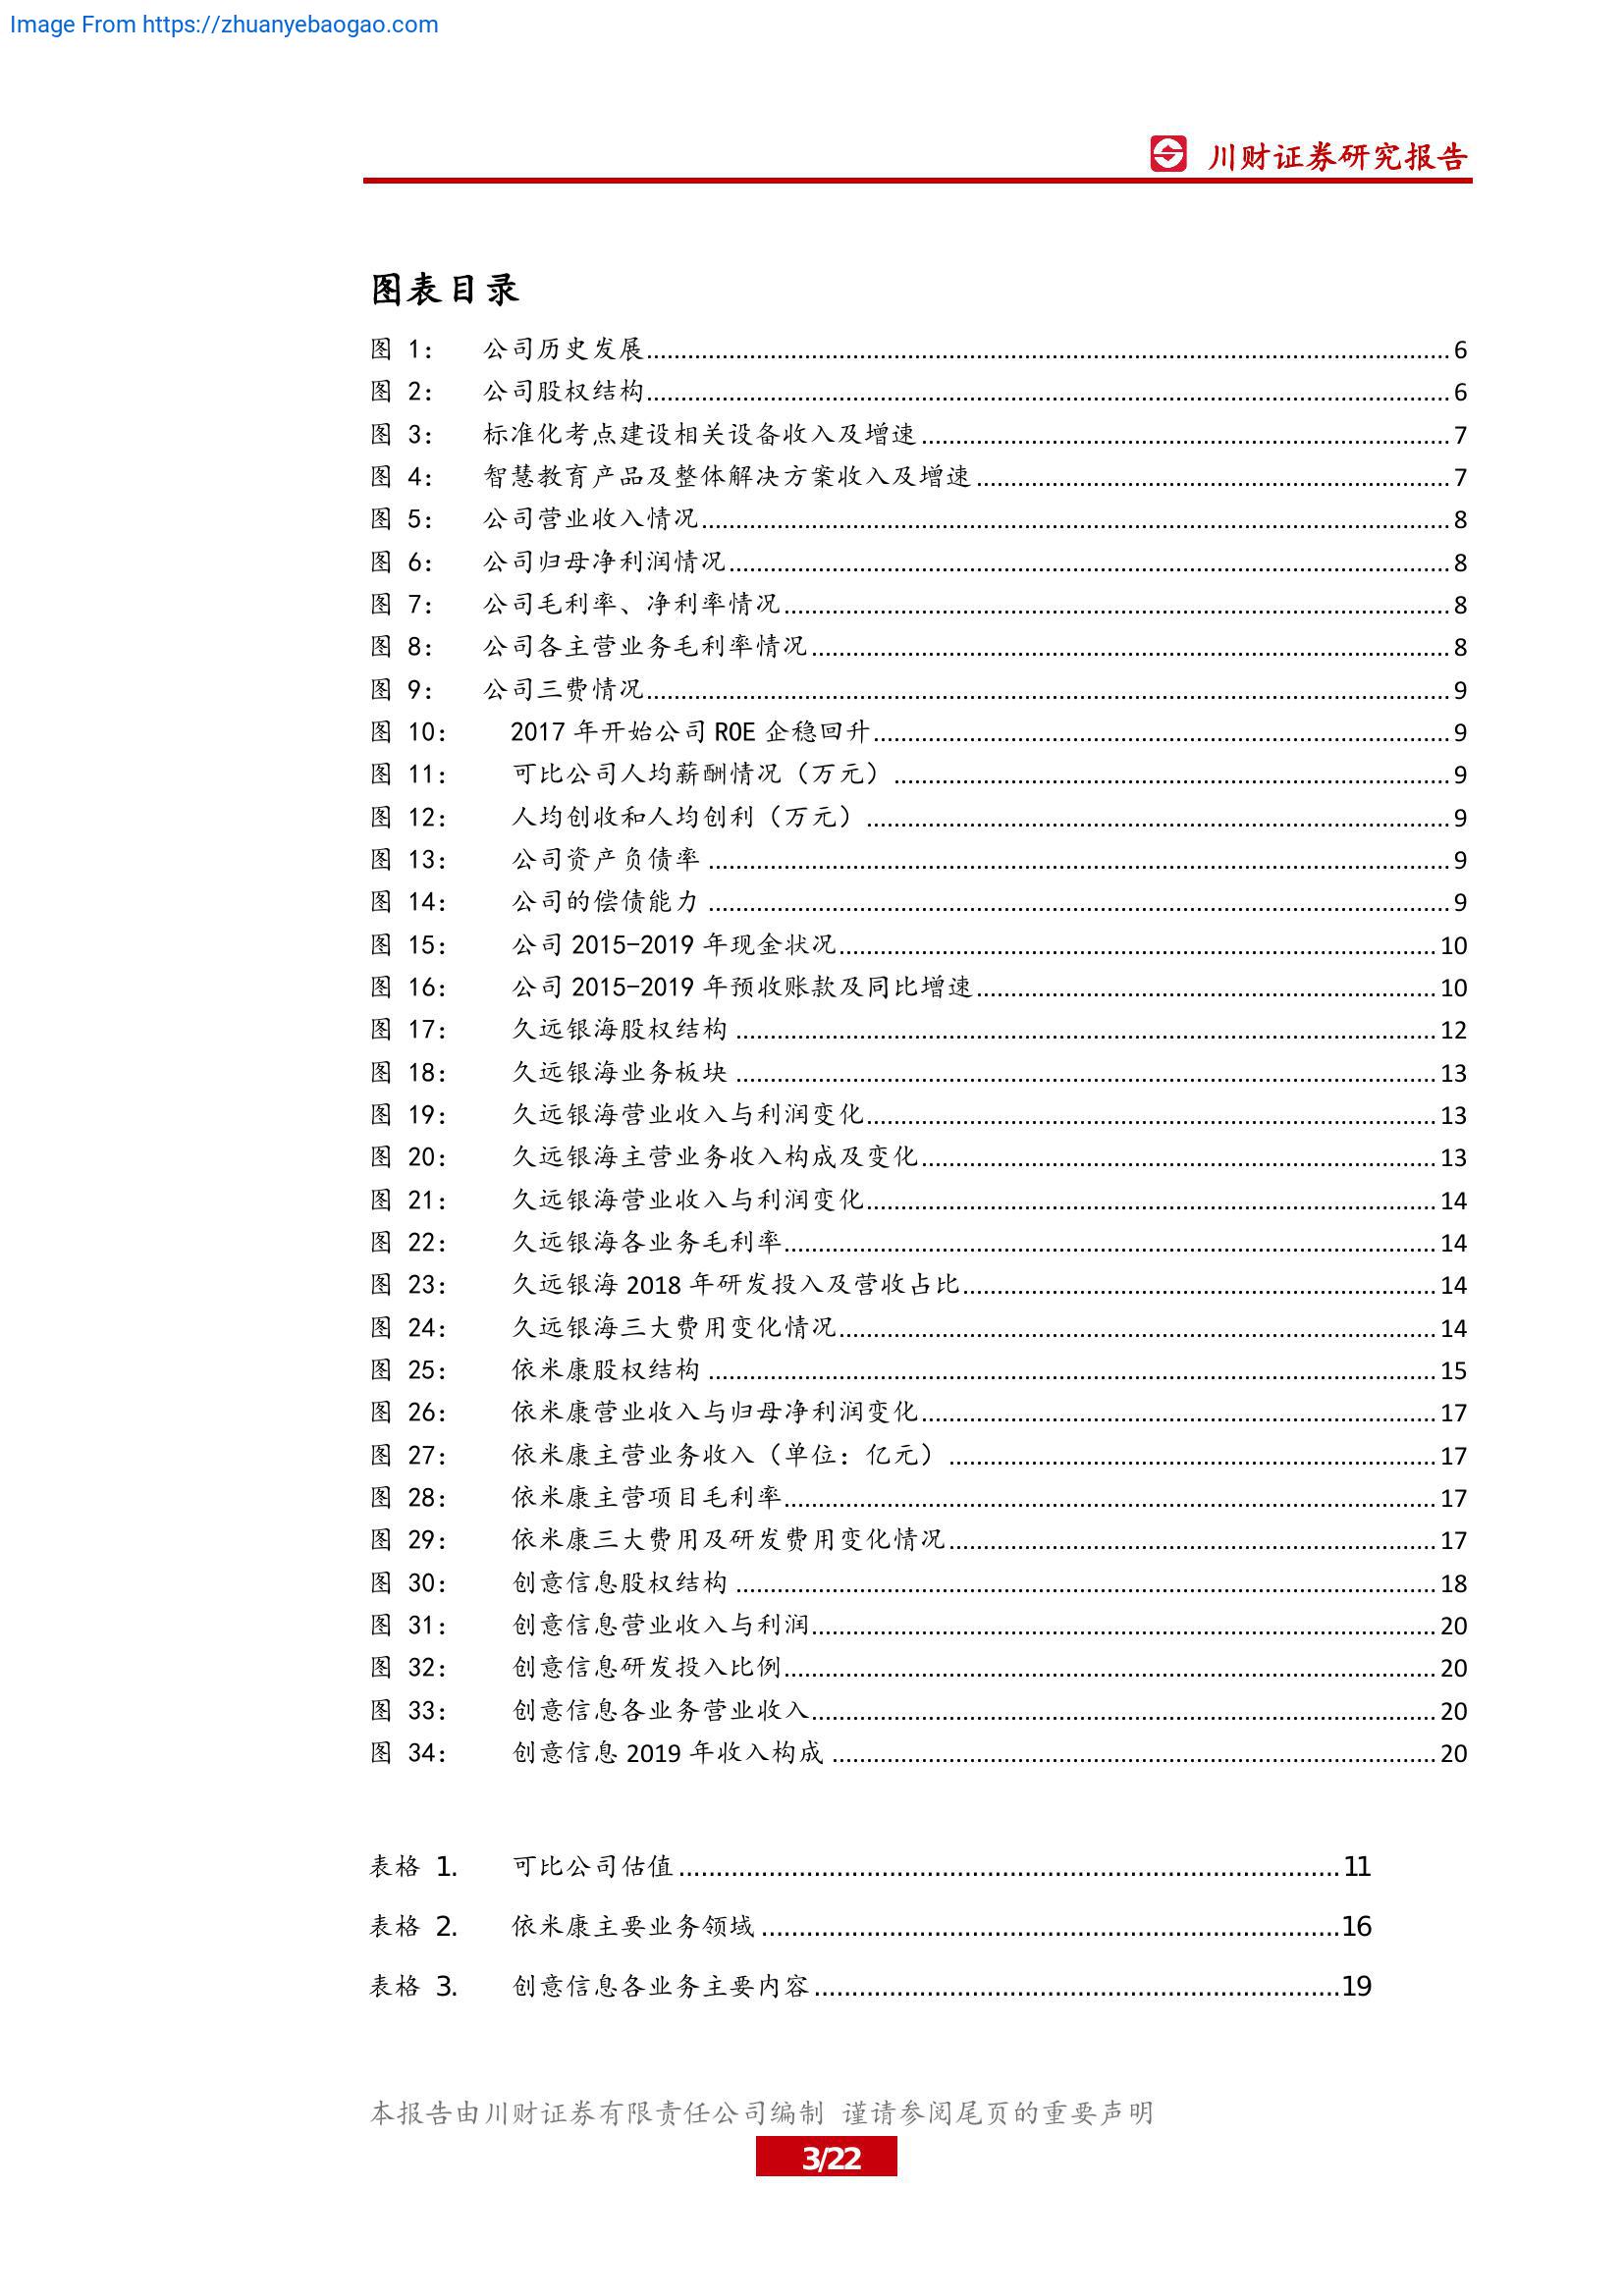 Image From https://zhuanyebaogao.com
川财证券研究报告
图表目录
图 1： 公司历史发展 6
图 2： 公司股权结构 6
图 3： 标准化考点建设相关设备收入及增速 7
图 4： 智慧教育产品及整体解决方案收入及增速 7
图 5： 公司营业收入情况 8
图 6： 公司归母净利润情况 8
图 7： 公司毛利率、净利率情况 8
图 8： 公司各主营业务毛利率情况 8
图 9： 公司三费情况 9
图 10： 2017 年开始公司 ROE 企稳回升 9
图 11： 可比公司人均薪酬情况（万元） 9
图 12： 人均创收和人均创利（万元） 9
图 13： 公司资产负债率 9
图 14： 公司的偿债能力 9
图 15： 公司 2015-2019 年现金状况 10
图 16： 公司 2015-2019 年预收账款及同比增速 10
图 17： 久远银海股权结构 12
图 18： 久远银海业务板块 13
图 19： 久远银海营业收入与利润变化 13
图 20： 久远银海主营业务收入构成及变化 13
图 21： 久远银海营业收入与利润变化 14
图 22： 久远银海各业务毛利率 14
图 23： 久远银海 2018 年研发投入及营收占比 14
图 24： 久远银海三大费用变化情况 14
图 25： 依米康股权结构 15
图 26： 依米康营业收入与归母净利润变化 17
图 27： 依米康主营业务收入（单位：亿元） 17
图 28： 依米康主营项目毛利率 17
图 29： 依米康三大费用及研发费用变化情况 17
图 30： 创意信息股权结构 18
图 31： 创意信息营业收入与利润 20
图 32： 创意信息研发投入比例 20
图 33： 创意信息各业务营业收入 20
图 34： 创意信息 2019 年收入构成 20
表格 1. 可比公司估值 11
表格 2. 依米康主要业务领域 16
表格 3. 创意信息各业务主要内容 19
本报告由川财证券有限责任公司编制 谨请参阅尾页的重要声明
3/22